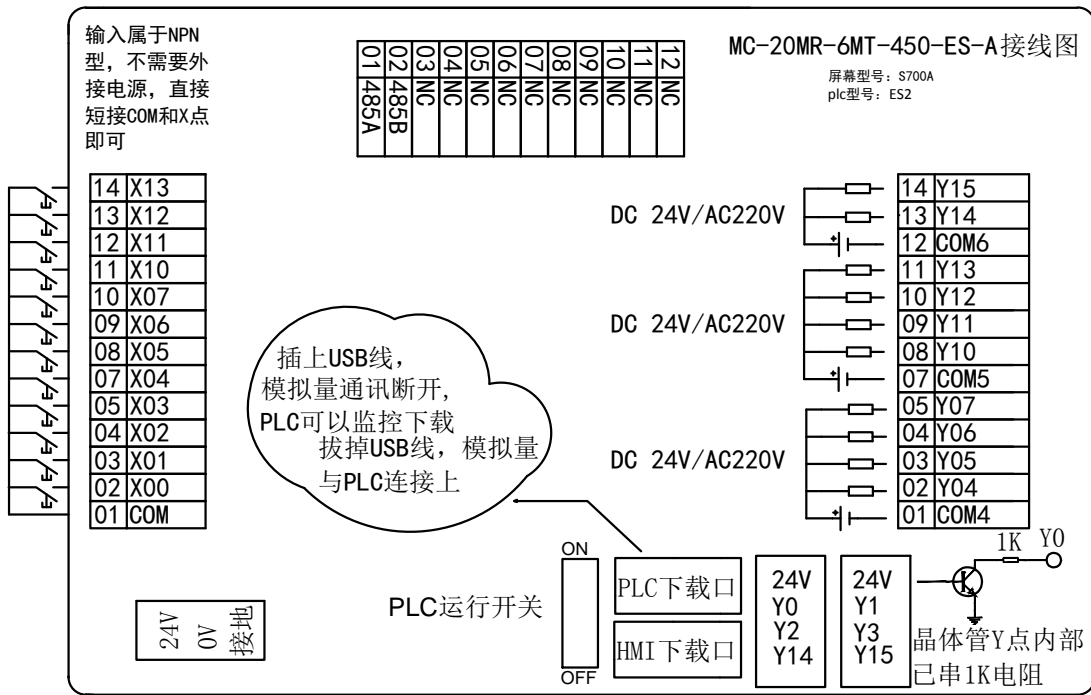 输入属于NPN
型，不需要外
接电源，直接
短接COM和X点
即可
01 485A
02 485B
03 NC
04 NC
05 NC
06 NC
07 NC
08 NC
09 NC
10 NC
11 NC
12 NC
MC-20MR-6MT-450-ES-A接线图
屏幕型号：S700A
plc型号：ES2
14 X13
13 X12
12 X11
11 X10
10 X07
09 X06
08 X05
07 X04
05 X03
04 X02
03 X01
02 X00
01 COM
插上USB线，
模拟量通讯断开，
PLC可以监控下载
拔掉USB线，模拟量
与PLC连接上
DC 24V/AC220V
DC 24V/AC220V
DC 24V/AC220V
14 Y15
13 Y14
12 COM6
11 Y13
10 Y12
09 Y11
08 Y10
07 COM5
05 Y07
04 Y06
03 Y05
02 Y04
01 COM4
24V
0V
接地
PLC运行开关
ON
OFF
PLC下载口
HMI下载口
24V
Y0
Y2
Y14
24V
Y1
Y3
Y15
1K Y0
晶体管Y点内部
已串1K电阻